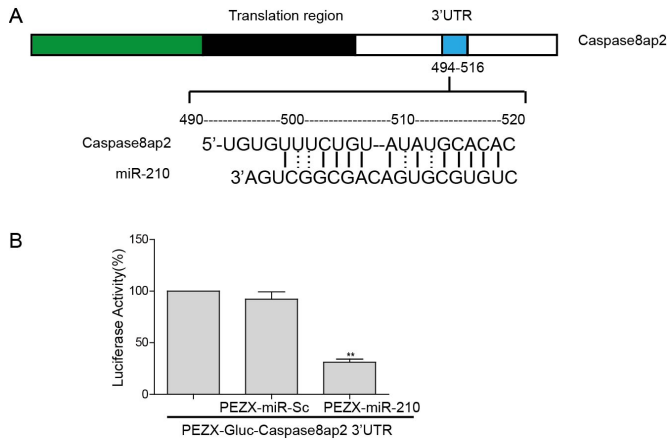 A
Translation region
3'UTR
Caspase8ap2
494-516
490--------------500---------------510---------------520
Caspase8ap2 5'-UGUGUUUCUGU--AUAUGCACAC
miR-210 3'AGUCGGCGACAGUGCGUGUC
B
Luciferase Activity(%)
150
100
50
0
**
PEZX-miR-Sc PEZX-miR-210
PEZX-Gluc-Caspase8ap2 3'UTR